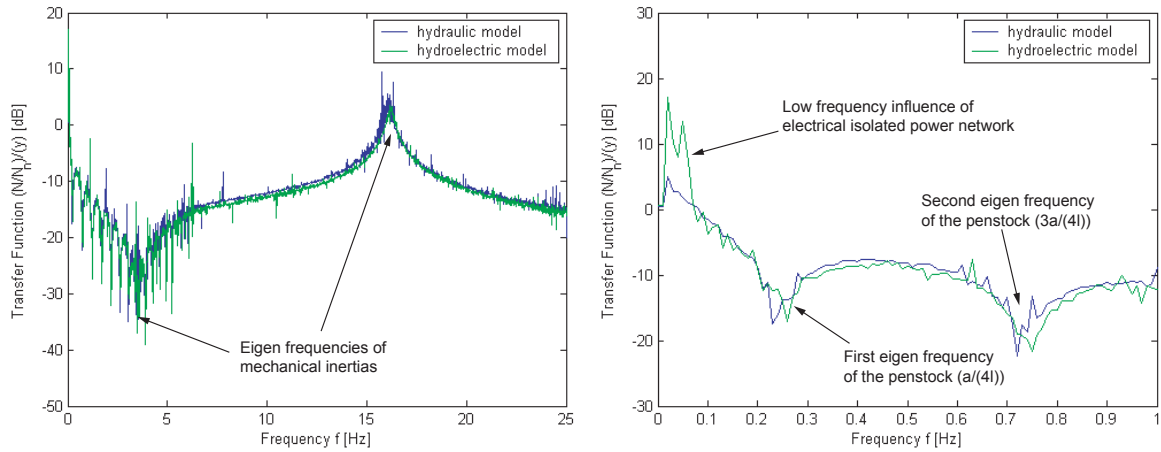 Transfer Function (N/Nn)/(y) [dB]
20
10
0
-10
-20
-30
-40
-50
hydraulic model
hydroelectric model
Eigen frequencies of
mechanical inertias
0
5
10
15
20
25
Frequency f [Hz]
Transfer Function (N/Nn)/(y) [dB]
30
20
10
0
-10
-20
-30
hydraulic model
hydroelectric model
Low frequency influence of
electrical isolated power network
Second eigen frequency
of the penstock (3a/(4l))
First eigen frequency
of the penstock (a/(4l))
0
0.1
0.2
0.3
0.4
0.5
0.6
0.7
0.8
0.9
1
Frequency f [Hz]